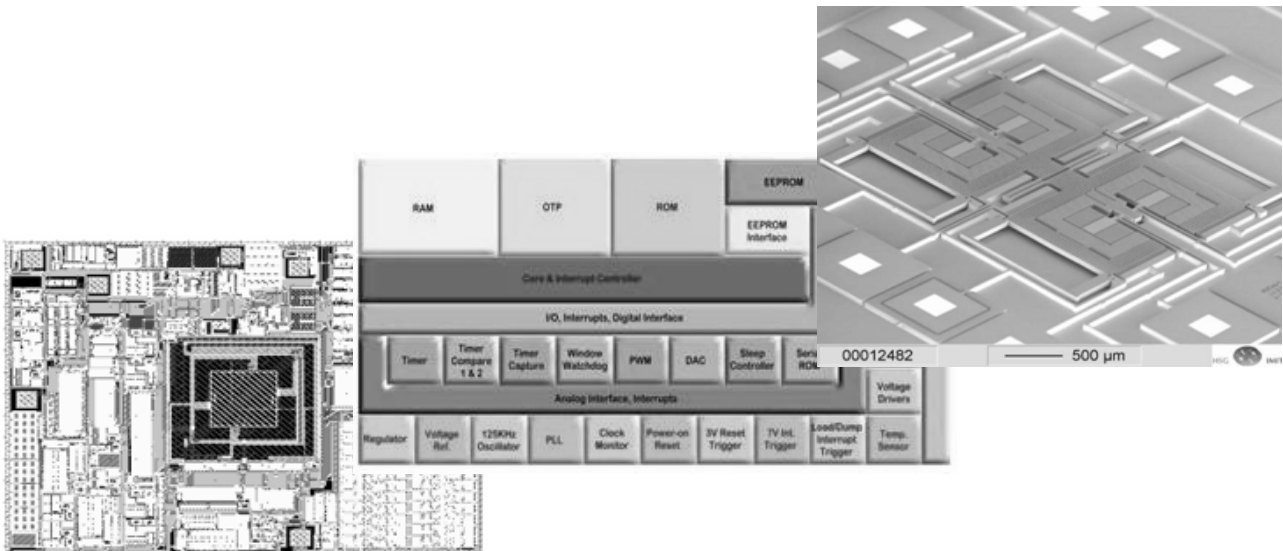 RAM
OTP
ROM
EEPROM
EEPROM
Interface
Core & Interrupt Controller
I/O, Interrupts, Digital Interface
Timer
Timer
Compare
1 & 2
Timer
Capture
Window
Watchdog
PWM
DAC
Sleep
Controller
ROM
Analog Interface, Interrupts
Voltage
Drivers
Regulator
Voltage
Ref.
125KHz
Oscillator
PLL
Clock
Monitor
Power-on
Reset
3V Reset
Trigger
7V Int.
Trigger
Load/Dump
Interrupt
Trigger
Temp.
Sensor
00012482
500 µm
HSG